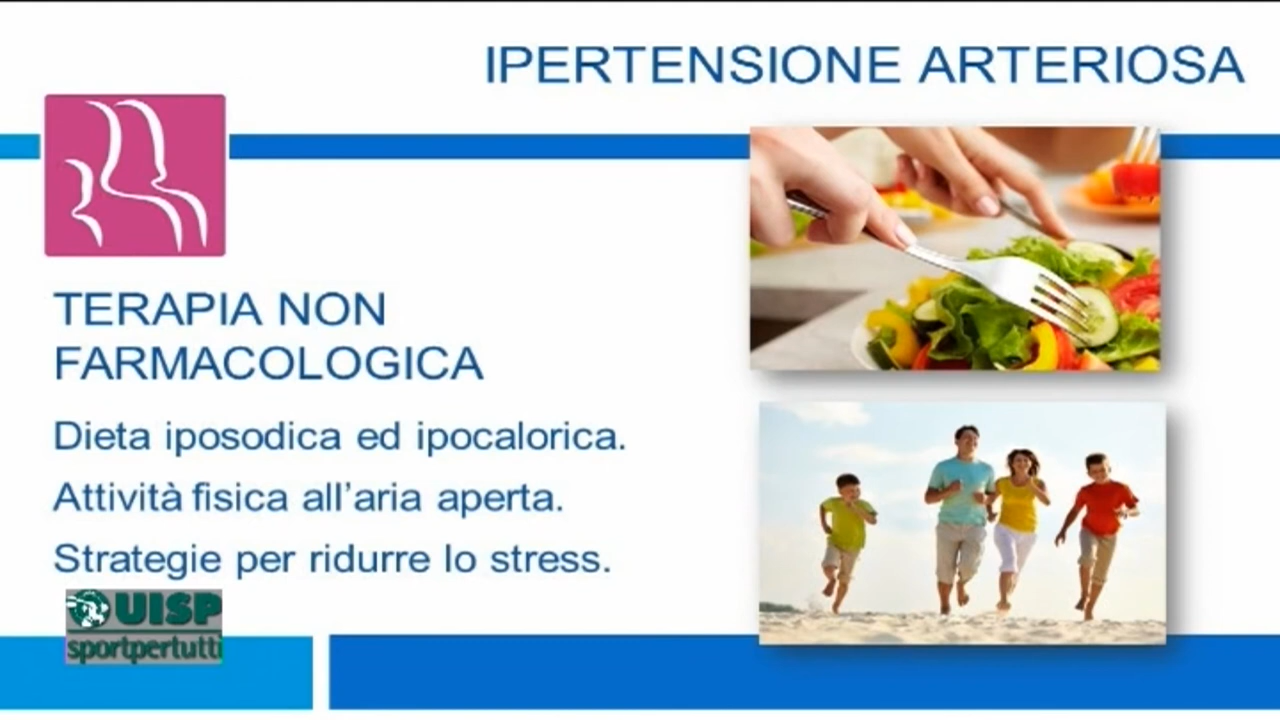 IPERTENSIONE ARTERIOSA
TERAPIA NON
FARMACOLOGICA
Dieta iposodica ed ipocalorica.
Attività fisica all’aria aperta.
Strategie per ridurre lo stress.
UISP
sportpertutti